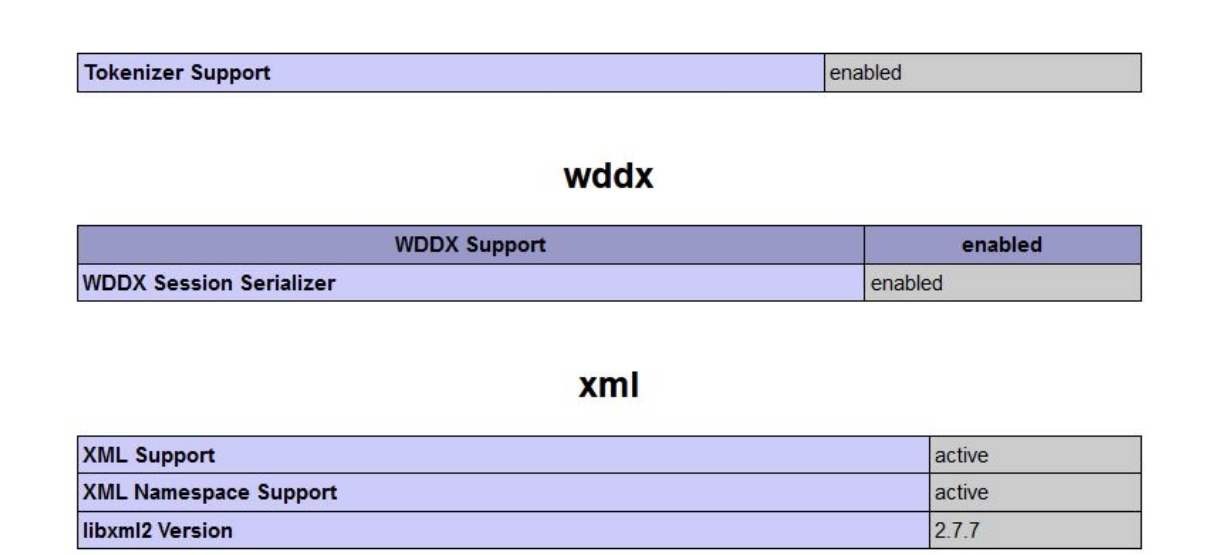 Tokenizer Support enabled
wddx
WDDX Support enabled
WDDX Session Serializer enabled
xml
XML Support active
XML Namespace Support active
libxml2 Version 2.7.7